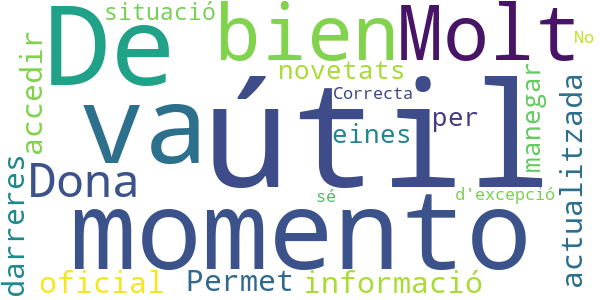 situació
De
bien
Molt
No
accedir
novetats
Correcta
va
útil
eines
per
manegar
actualitzada
Dona
darreres
momento
sé
d'excepció
oficial
Permet
informació